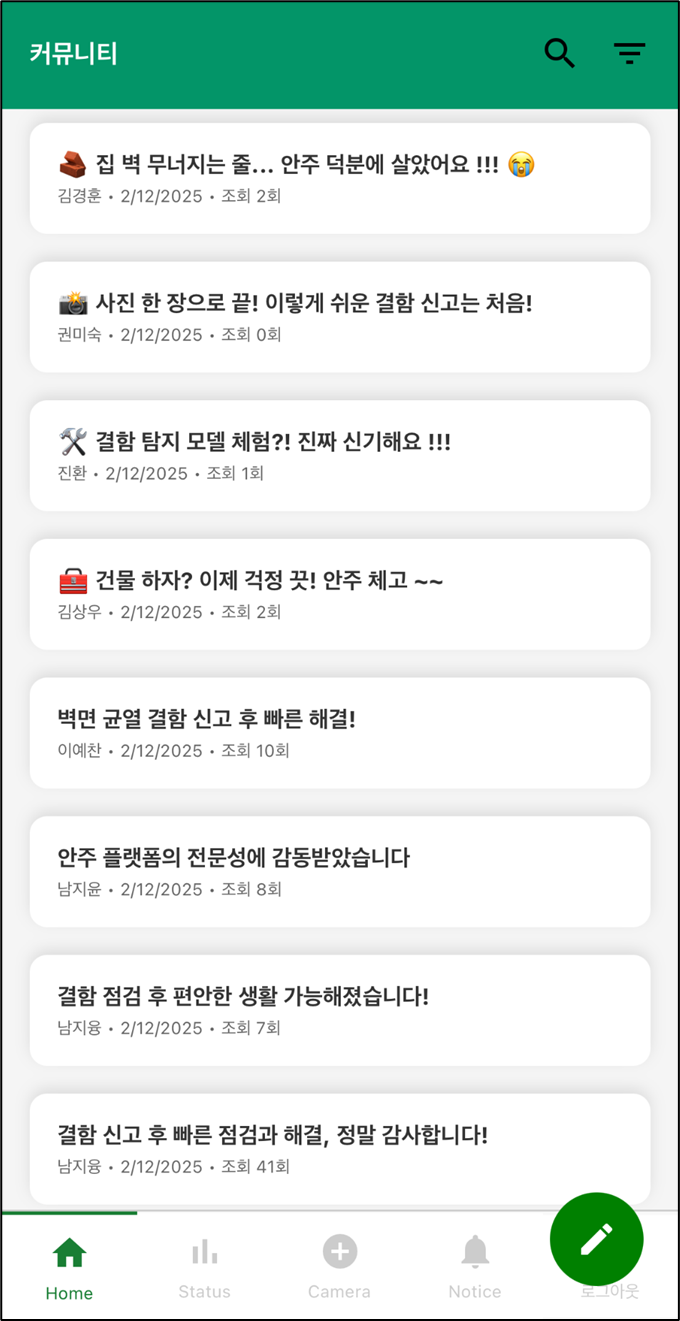 커뮤니티
🧱 집 벽 무너지는 줄... 안주 덕분에 살았어요 !!! 😭
김경훈 • 2/12/2025 • 조회 2회
📸 사진 한 장으로 끝! 이렇게 쉬운 결함 신고는 처음!
권미숙 • 2/12/2025 • 조회 0회
🛠️ 결함 탐지 모델 체험?! 진짜 신기해요 !!!
진환 • 2/12/2025 • 조회 1회
🧰 건물 하자? 이제 걱정 끗! 안주 체고 ~~
김상우 • 2/12/2025 • 조회 2회
벽면 균열 결함 신고 후 빠른 해결!
이예찬 • 2/12/2025 • 조회 10회
안주 플랫폼의 전문성에 감동받았습니다
남지윤 • 2/12/2025 • 조회 8회
결함 점검 후 편안한 생활 가능해졌습니다!
남지융 • 2/12/2025 • 조회 7회
결함 신고 후 빠른 점검과 해결, 정말 감사합니다!
남지융 • 2/12/2025 • 조회 41회
Home Status Camera Notice 로그아웃